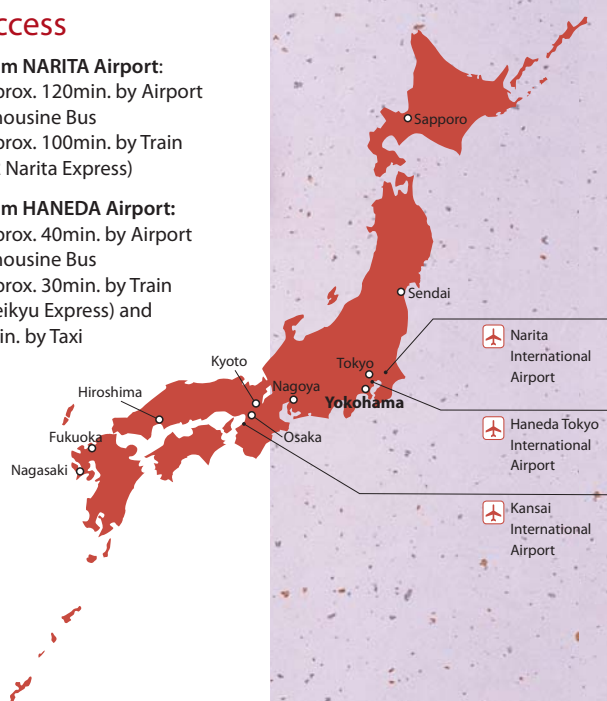 ccess
m NARITA Airport:
prox. 120min. by Airport
ousine Bus
prox. 100min. by Train
Narita Express)
m HANEDA Airport:
prox. 40min. by Airport
ousine Bus
prox. 30min. by Train
eikyu Express) and
in. by Taxi
Sapporo
Sendai
Narita
International
Airport
Kyoto
Tokyo
Hiroshima
Nagoya
Yokohama
Haneda Tokyo
International
Airport
Fukuoka
Osaka
Nagasaki
Kansai
International
Airport